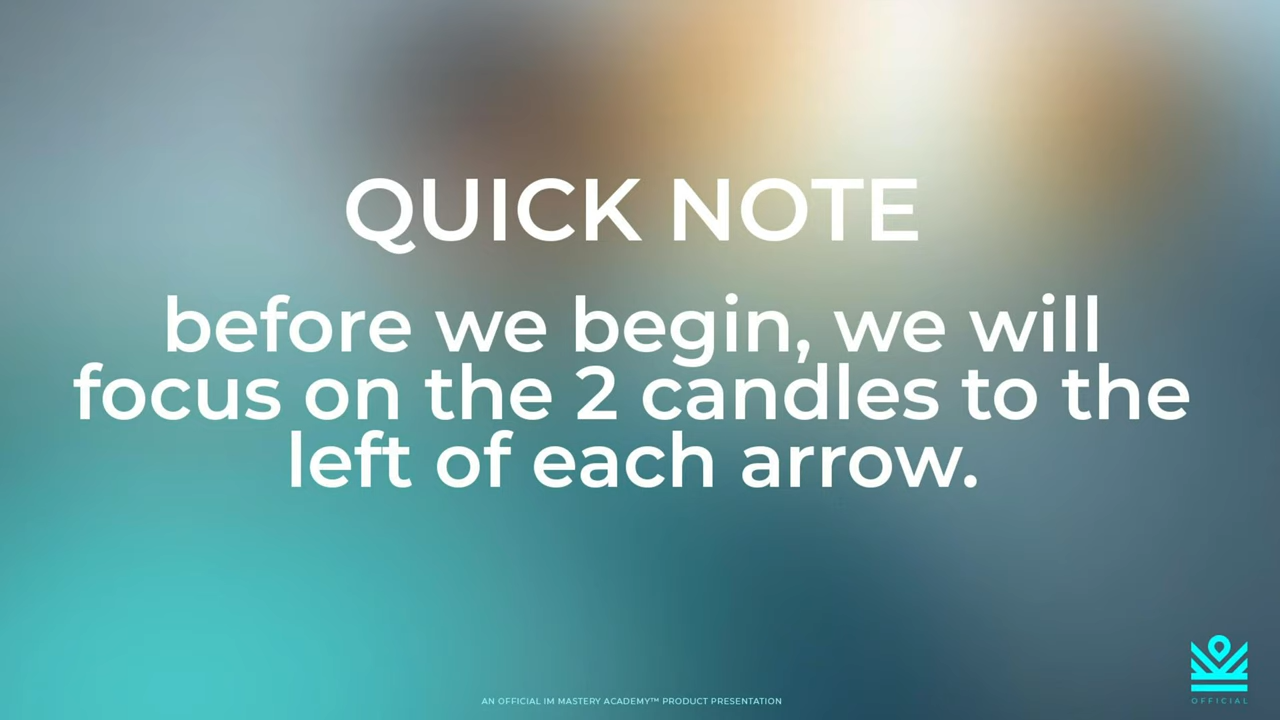 QUICK NOTE
before we begin, we will
focus on the 2 candles to the
left of each arrow.
AN OFFICIAL IM MASTERY ACADEMY™ PRODUCT PRESENTATION
OFFICIAL